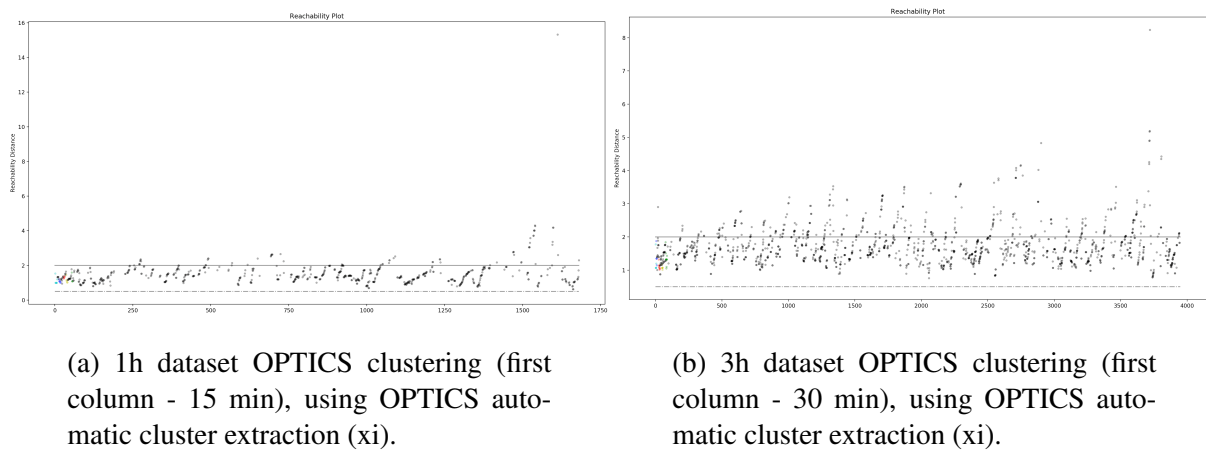 Reachability Plot
16
14
12
10
8
6
4
2
0
Reachability Distance
0 250 500 750 1000 1250 1500 1750
(a) 1h dataset OPTICS clustering (first
column - 15 min), using OPTICS auto-
matic cluster extraction (xi).
Reachability Plot
8
7
6
5
4
3
2
1
Reachability Distance
0 500 1000 1500 2000 2500 3000 3500 4000
(b) 3h dataset OPTICS clustering (first
column - 30 min), using OPTICS auto-
matic cluster extraction (xi).